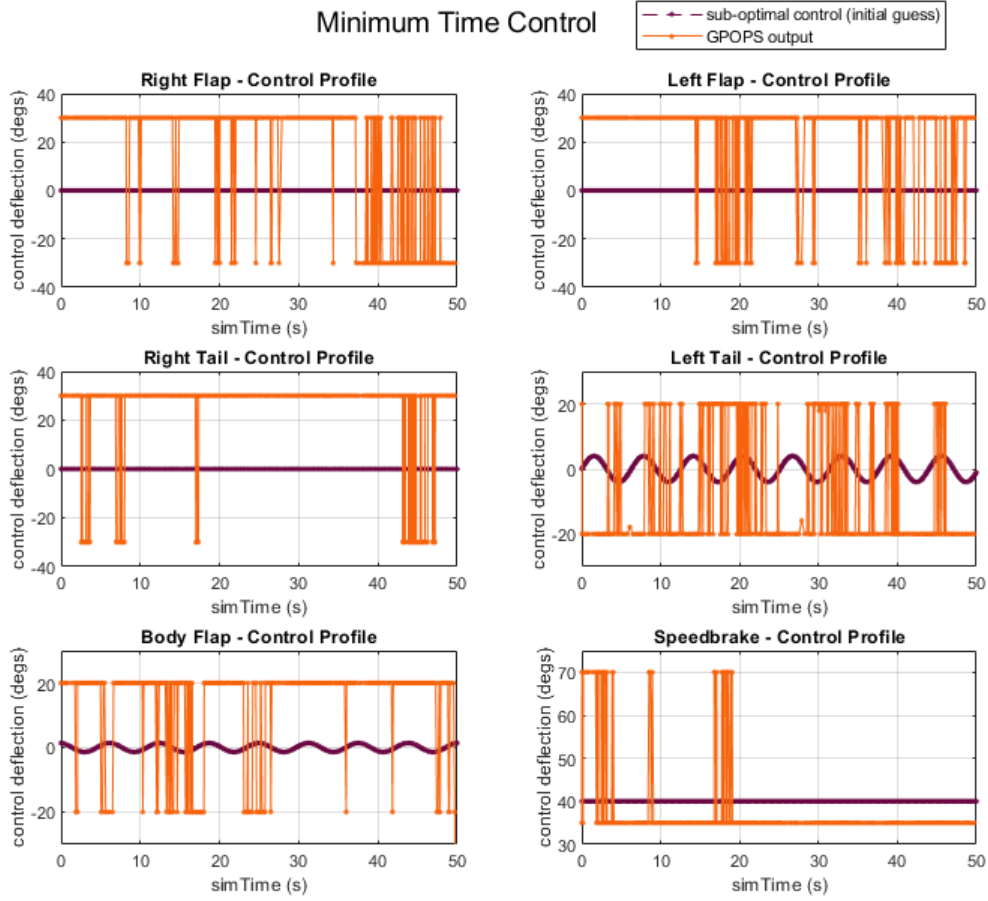 Minimum Time Control
sub-optimal control (initial guess)
GPOPS output
Right Flap - Control Profile
control deflection (degs)
40
20
0
-20
-40
0 10 20 30 40 50
simTime (s)
Left Flap - Control Profile
control deflection (degs)
40
20
0
-20
-40
0 10 20 30 40 50
simTime (s)
Right Tail - Control Profile
control deflection (degs)
40
20
0
-20
-40
0 10 20 30 40 50
simTime (s)
Left Tail - Control Profile
control deflection (degs)
20
0
-20
0 10 20 30 40 50
simTime (s)
Body Flap - Control Profile
control deflection (degs)
20
0
-20
0 10 20 30 40 50
simTime (s)
Speedbrake - Control Profile
control deflection (degs)
70
60
50
40
30
0 10 20 30 40 50
simTime (s)